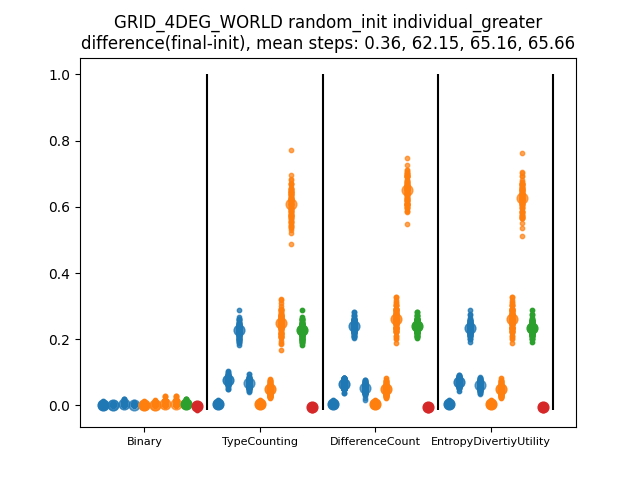 GRID_4DEG_WORLD random_init individual_greater
difference(final-init), mean steps: 0.36, 62.15, 65.16, 65.66
1.0
0.8
0.6
0.4
0.2
0.0
Binary TypeCounting DifferenceCount EntropyDivertiyUtility